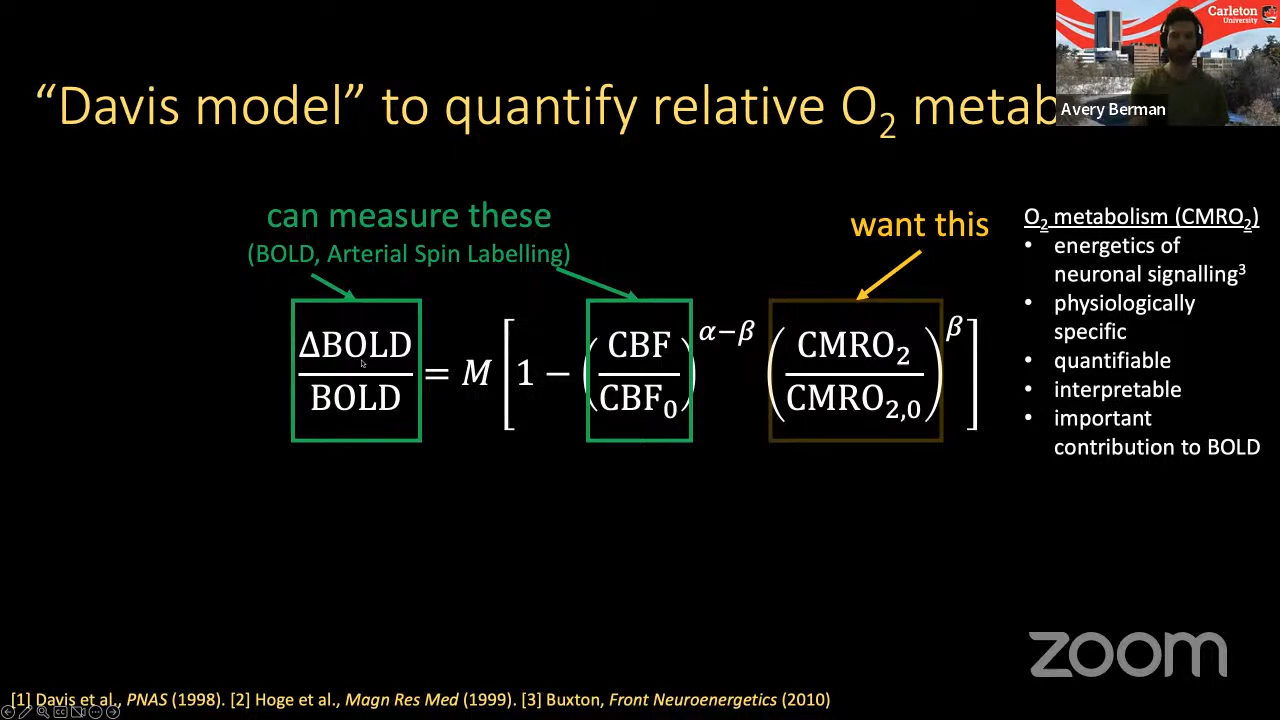 Carleton
University
Avery Berman
“Davis model” to quantify relative O₂ metab
can measure these
(BOLD, Arterial Spin Labelling)
want this
ΔBOLD/BOLD = M[1 − (CBF/CBF₀)^(α−β) (CMRO₂/CMRO₂,₀)^β]
O₂ metabolism (CMRO₂)
• energetics of
neuronal signalling³
• physiologically
specific
• quantifiable
• interpretable
• important
contribution to BOLD
zoom
[1] Davis et al., PNAS (1998). [2] Hoge et al., Magn Res Med (1999). [3] Buxton, Front Neuroenergetics (2010)